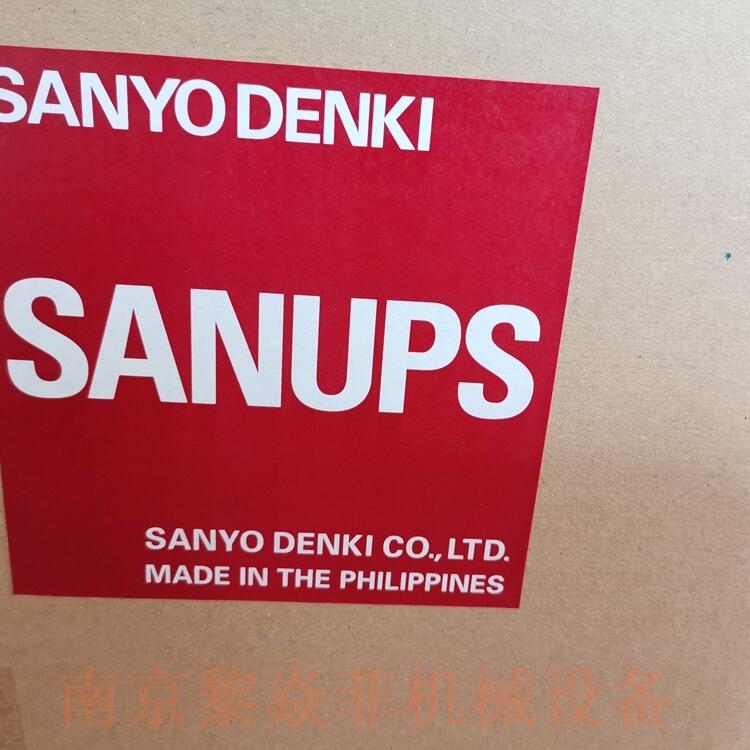 SANYO DENKI
SANUPS
SANYO DENKI CO., LTD.
MADE IN THE PHILIPPINES
南京黎焱菲机械设备